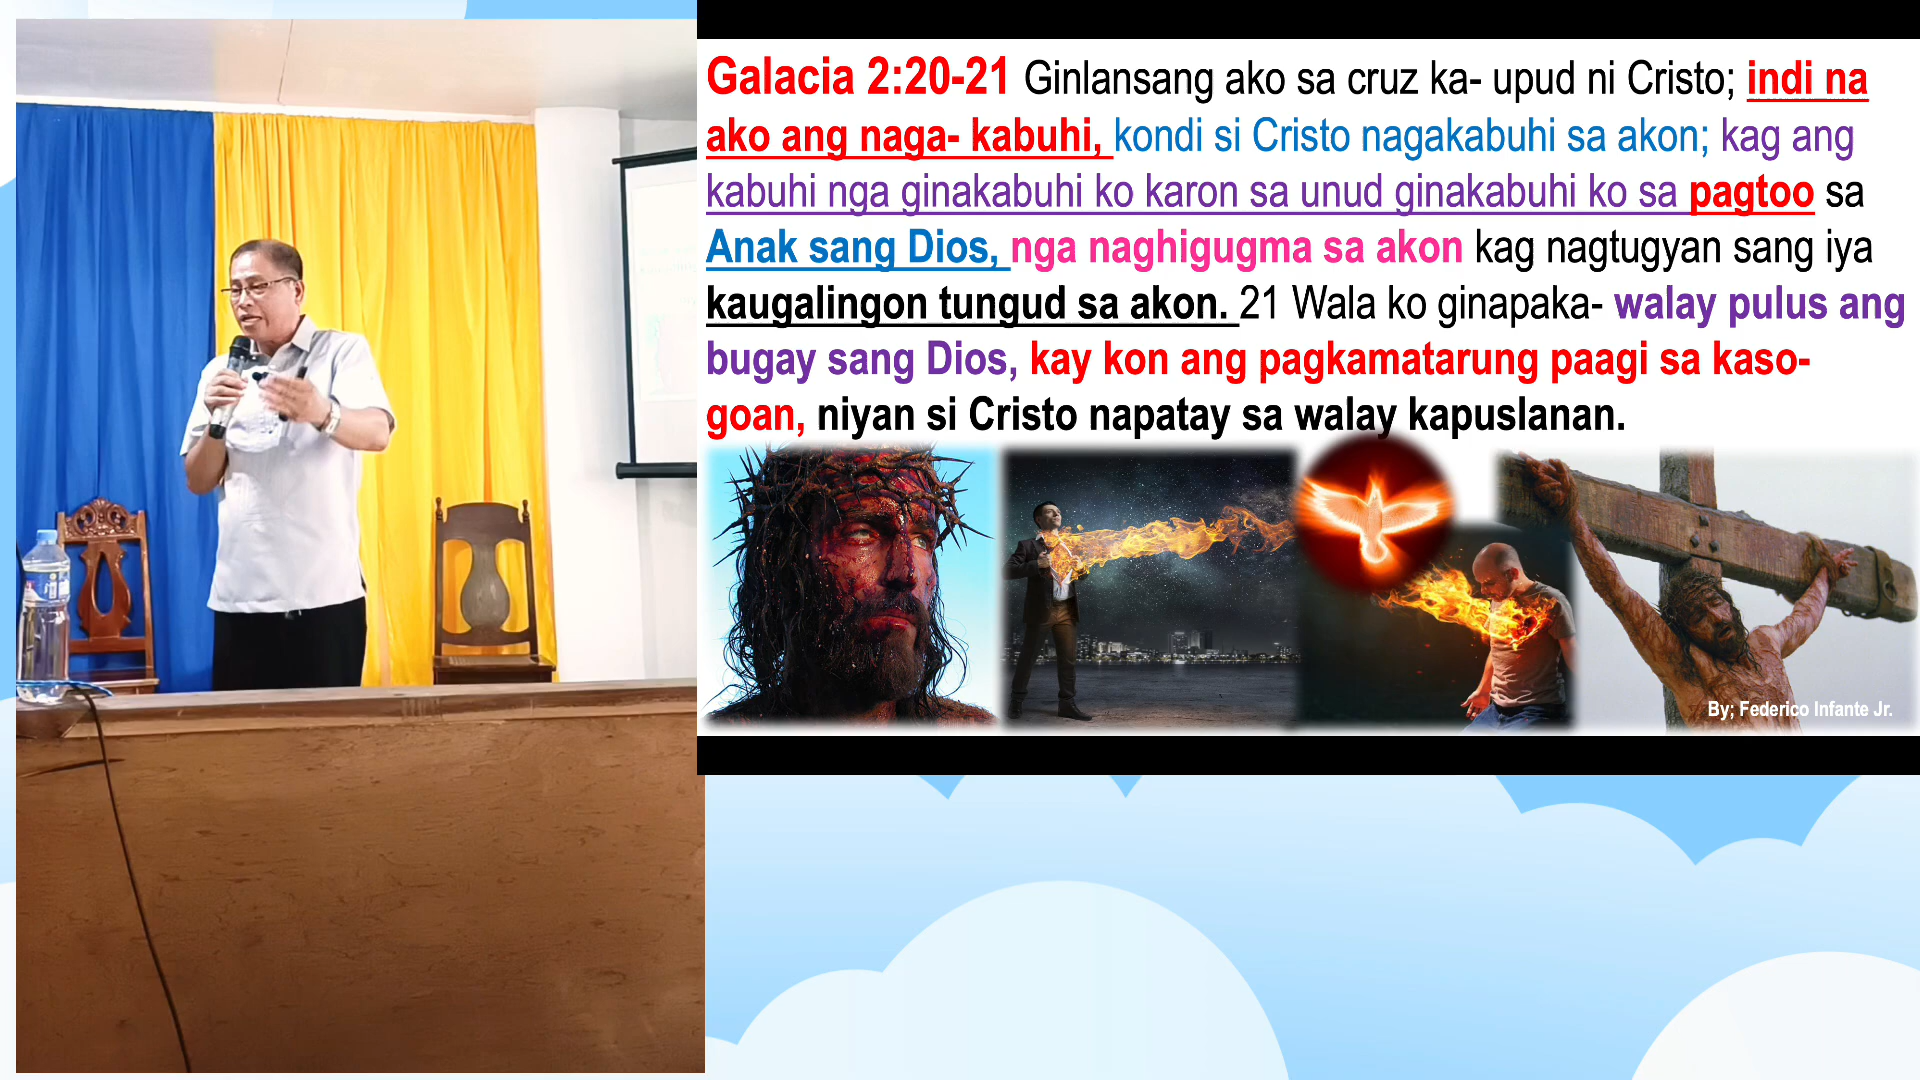 Galacia 2:20-21 Ginlansang ako sa cruz ka- upud ni Cristo; indi na
ako ang naga- kabuhi, kondi si Cristo nagakabuhi sa akon; kag ang
kabuhi nga ginakabuhi ko karon sa unud ginakabuhi ko sa pagtoo sa
Anak sang Dios, nga naghigugma sa akon kag nagtugyan sang iya
kaugalingon tungud sa akon. 21 Wala ko ginapaka- walay pulus ang
bugay sang Dios, kay kon ang pagkamatarung paagi sa kaso-
goan, niyan si Cristo napatay sa walay kapuslanan.
By; Federico Infante Jr.